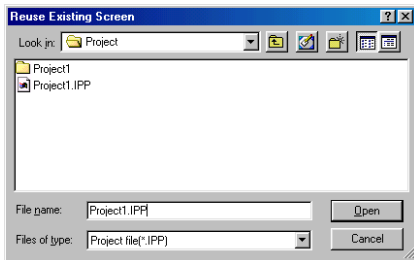 Reuse Existing Screen
Look in: Project
Project1
Project1.IPP
File name: Project1.IPP Open
Files of type: Project file(*.IPP) Cancel